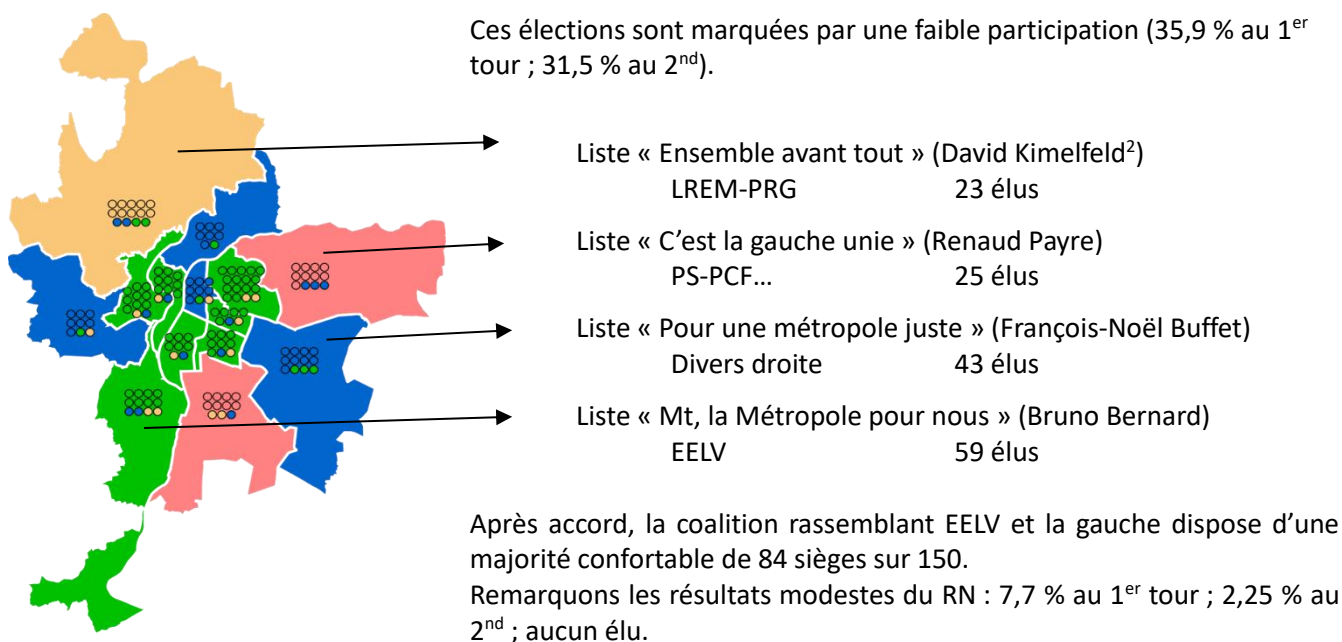 Ces élections sont marquées par une faible participation (35,9 % au 1er
tour ; 31,5 % au 2nd).
Liste « Ensemble avant tout » (David Kimelfeld2)
LREM-PRG 23 élus
Liste « C’est la gauche unie » (Renaud Payre)
PS-PCF… 25 élus
Liste « Pour une métropole juste » (François-Noël Buffet)
Divers droite 43 élus
Liste « Mt, la Métropole pour nous » (Bruno Bernard)
EELV 59 élus
Après accord, la coalition rassemblant EELV et la gauche dispose d’une
majorité confortable de 84 sièges sur 150.
Remarquons les résultats modestes du RN : 7,7 % au 1er tour ; 2,25 % au
2nd ; aucun élu.